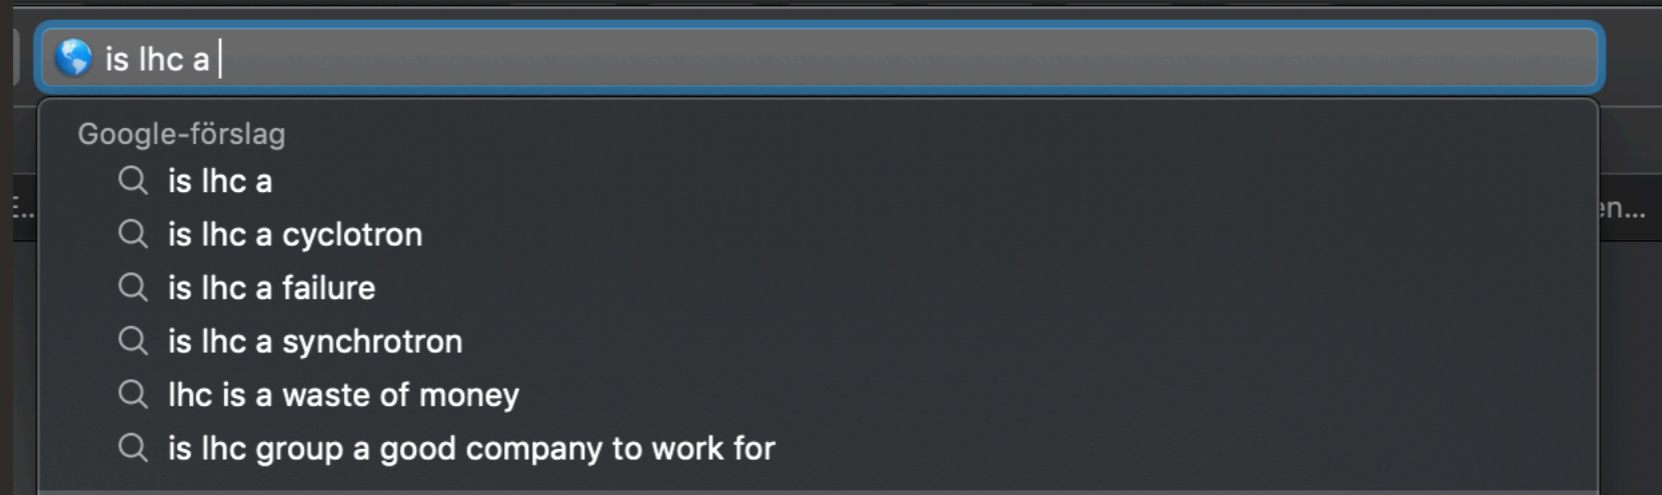 is lhc a
Google-förslag
is lhc a
is lhc a cyclotron
is lhc a failure
is lhc a synchrotron
lhc is a waste of money
is lhc group a good company to work for
E...
en...